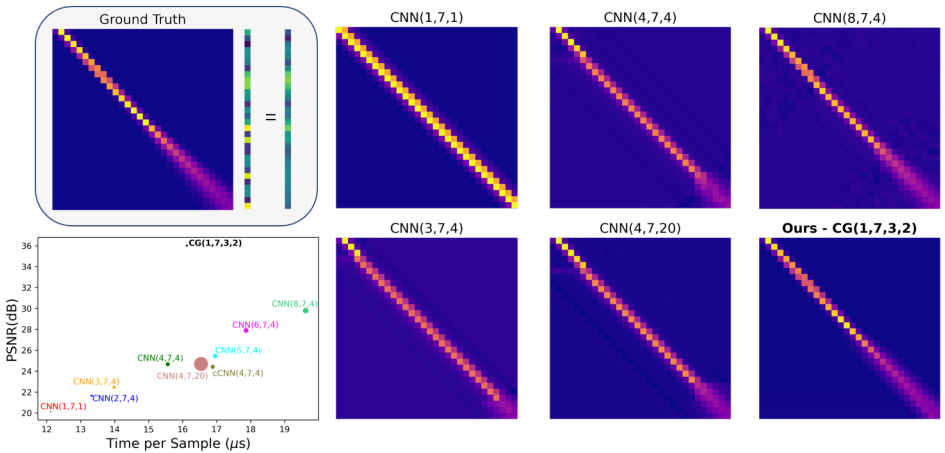 Ground Truth
=
CNN(1,7,1)
CNN(4,7,4)
CNN(8,7,4)
CNN(3,7,4)
CNN(4,7,20)
Ours - CG(1,7,3,2)
PSNR(dB)
36
34
32
30
28
26
24
22
20
CG(1,7,3,2)
CNN(8,7,4)
CNN(6,7,4)
CNN(5,7,4)
CNN(4,7,4)
cCNN(4,7,4)
CNN(4,7,20)
CNN(3,7,4)
CNN(2,7,4)
CNN(1,7,1)
12 13 14 15 16 17 18 19
Time per Sample (μs)